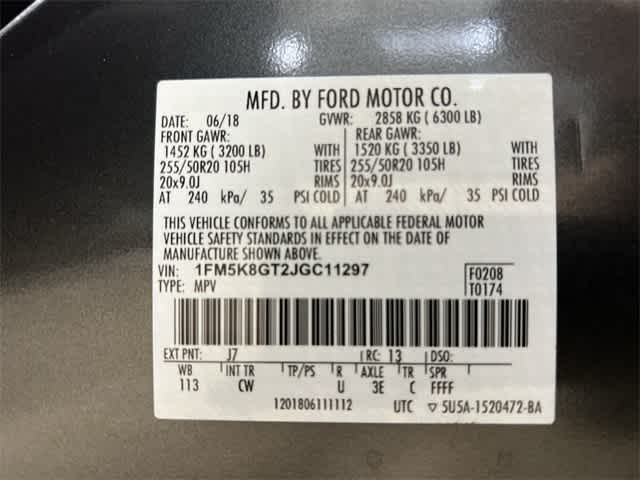 MFD. BY FORD MOTOR CO.
DATE: 06/18 GVWR: 2858 KG ( 6300 LB)
FRONT GAWR: REAR GAWR:
1452 KG ( 3200 LB) WITH 1520 KG ( 3350 LB) WITH
255/50R20 105H TIRES 255/50R20 105H TIRES
20x9.0J RIMS 20x9.0J RIMS
AT 240 kPa/ 35 PSI COLD AT 240 kPa/ 35 PSI COLD
THIS VEHICLE CONFORMS TO ALL APPLICABLE FEDERAL MOTOR
VEHICLE SAFETY STANDARDS IN EFFECT ON THE DATE OF
MANUFACTURE SHOWN ABOVE.
VIN: 1FM5K8GT2JGC11297 F0208
TYPE: MPV T0174
EXT PNT: J7 RC: 13 DSO:
WB INT TR TP/PS R AXLE TR SPR
113 CW U 3E C FFFF
1201806111112 UTC ▽ 5U5A-1520472-BA